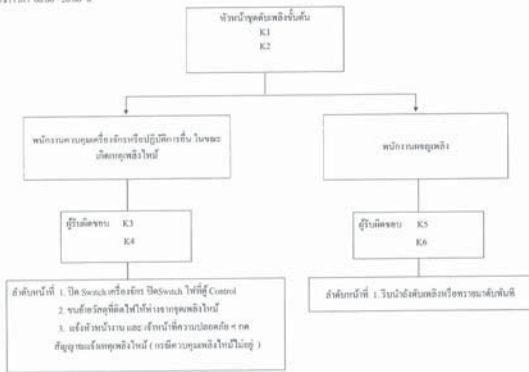 หัวหน้าชุดดับเพลิงขั้นต้น
K1
K2
พนักงานควบคุมเครื่องจักรหรือปฏิบัติการอื่น ในขณะ
เกิดเหตุเพลิงไหม้
พนักงานผจญเพลิง
ผู้รับผิดชอบ K3
K4
ผู้รับผิดชอบ K5
K6
ลำดับหน้าที่ 1. ปิด Switch เครื่องจักร ปิดSwitch ไฟที่ตู้ Control
2. ขนย้ายวัสดุที่ติดไฟให้ห่างจากจุดเพลิงไหม้
3. แจ้งหัวหน้างาน และ เจ้าหน้าที่ความปลอดภัย ฯ กด
สัญญาณแจ้งเหตุเพลิงไหม้ ( กรณีควบคุมเพลิงไหม้ไม่อยู่ )
ลำดับหน้าที่ 1. รีบนำถังดับเพลิงหรือทรายมาดับทันที